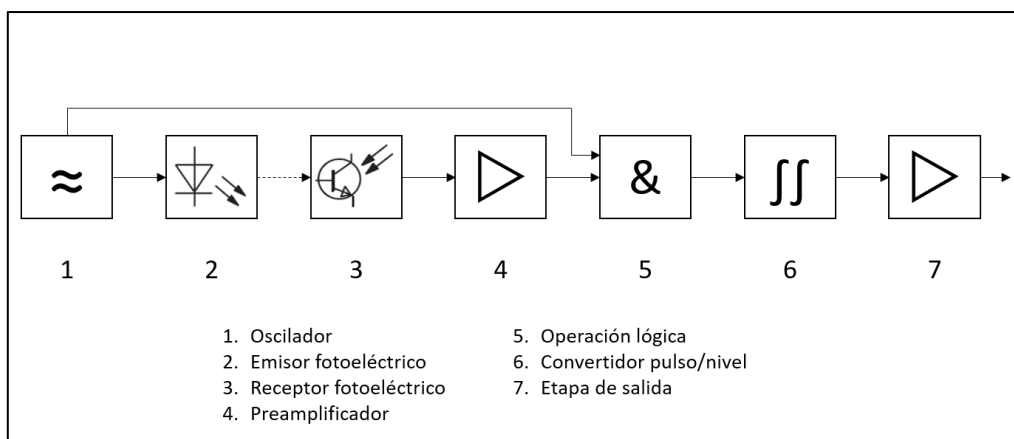 ≈
&
∫∫
1 2 3 4 5 6 7
1. Oscilador
2. Emisor fotoeléctrico
3. Receptor fotoeléctrico
4. Preamplificador
5. Operación lógica
6. Convertidor pulso/nivel
7. Etapa de salida